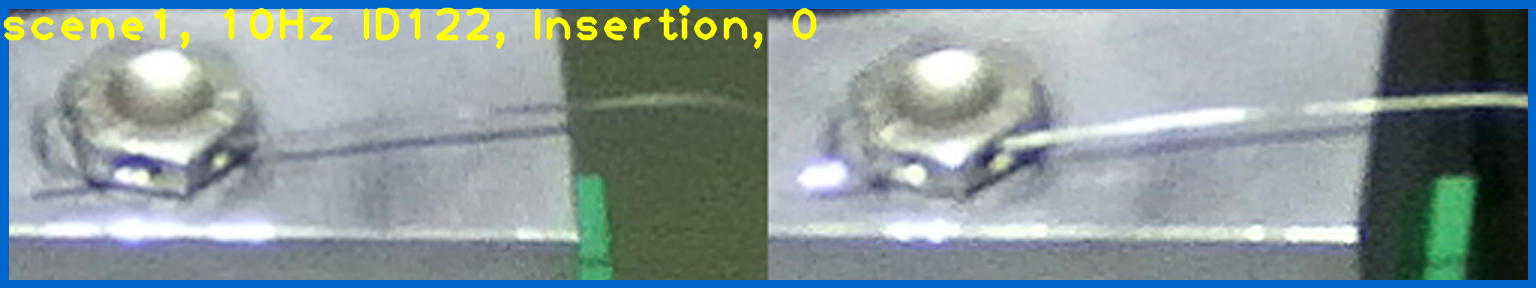 scene1, 10Hz ID122, Insertion, 0